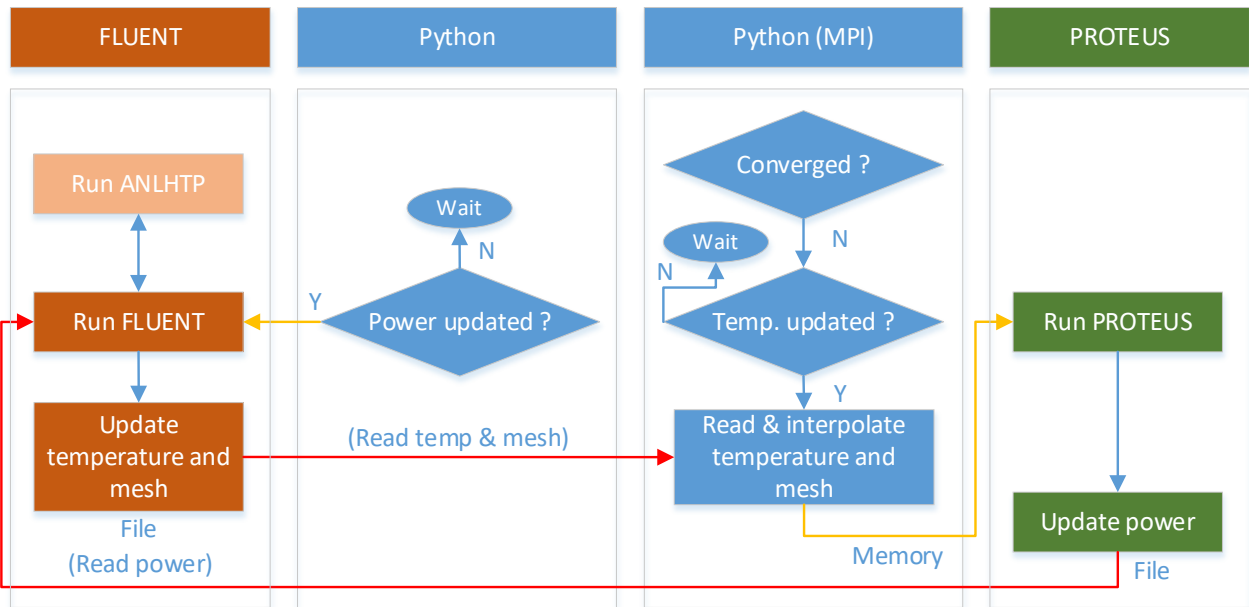 FLUENT
Python
Python (MPI)
PROTEUS
Run ANLHTP
Wait
N
Y
Run FLUENT
Power updated ?
Converged ?
N
Wait
N
Temp. updated ?
Y
Run PROTEUS
Update
temperature and
mesh
(Read temp & mesh)
Read & interpolate
temperature and
mesh
Update power
File
(Read power)
Memory
File